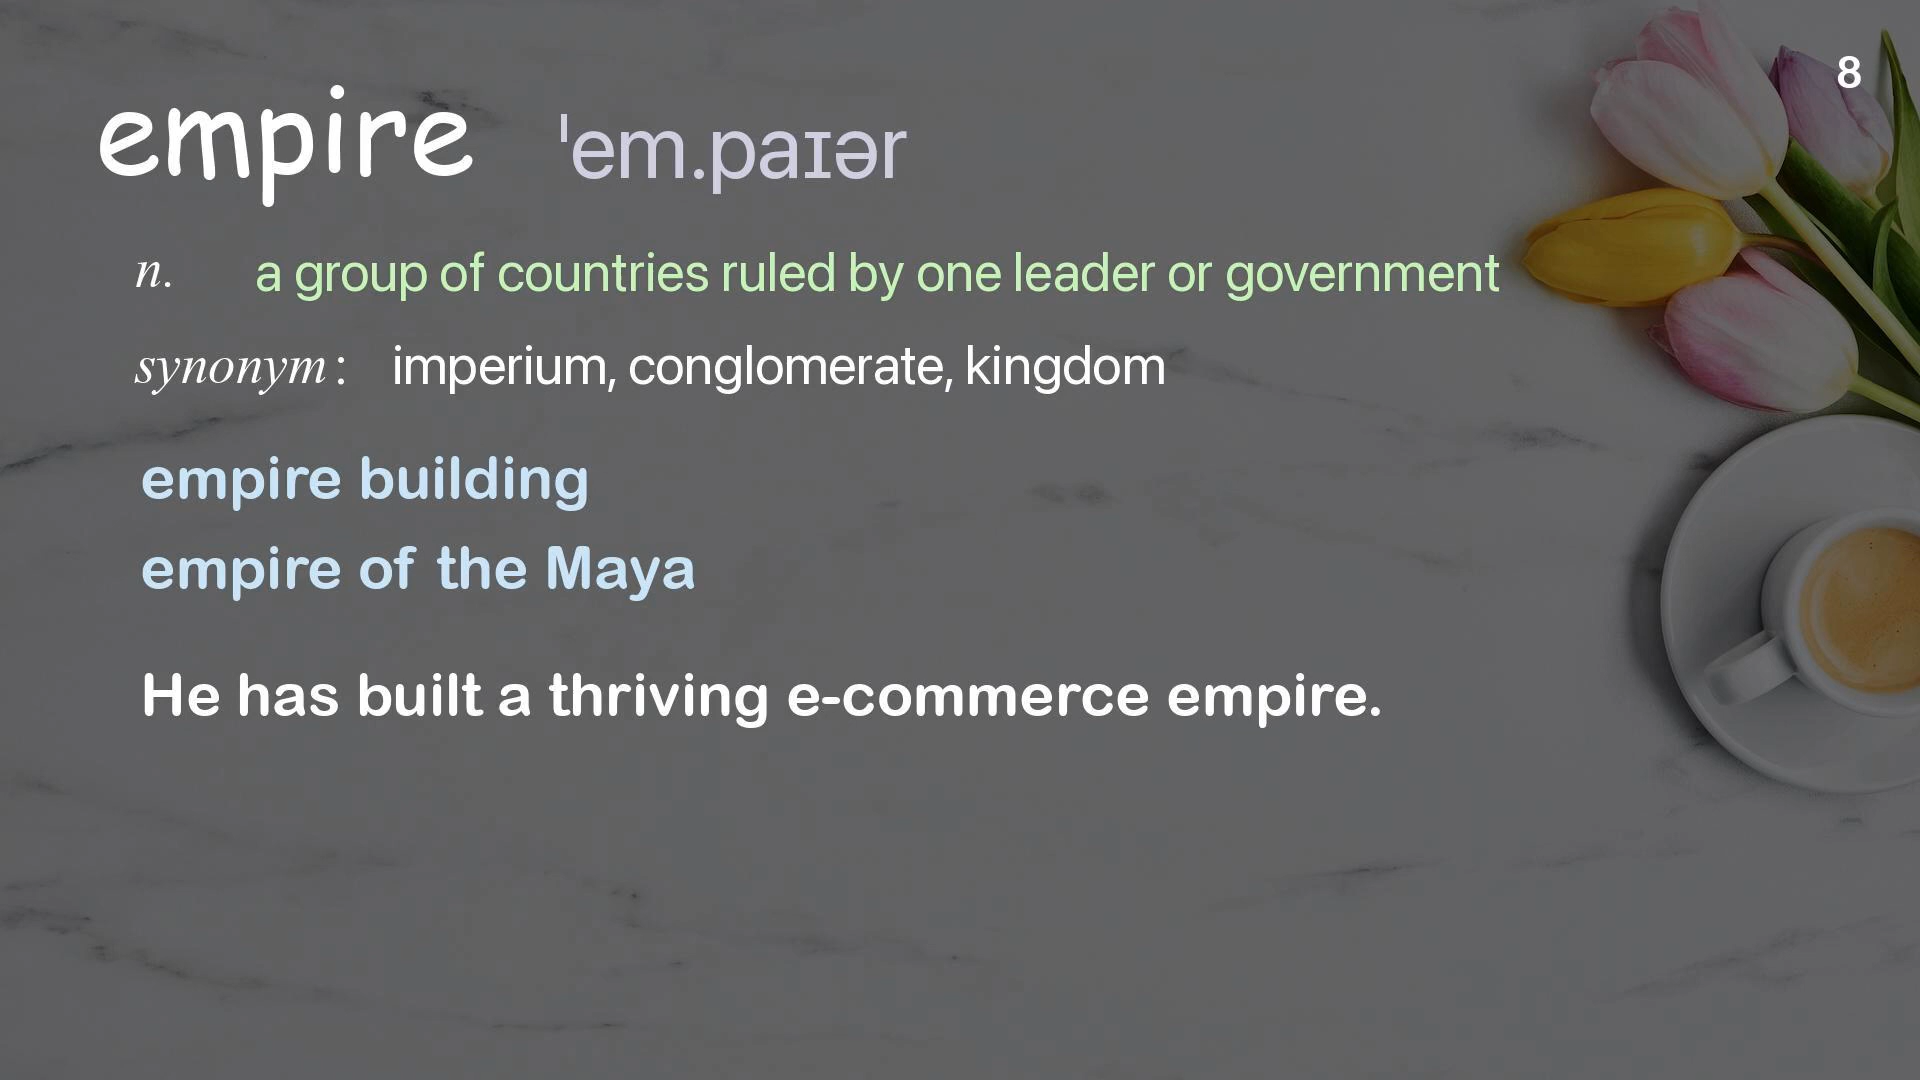 8
empire ˈem.paɪər
n. a group of countries ruled by one leader or government
synonym: imperium, conglomerate, kingdom
empire building
empire of the Maya
He has built a thriving e-commerce empire.